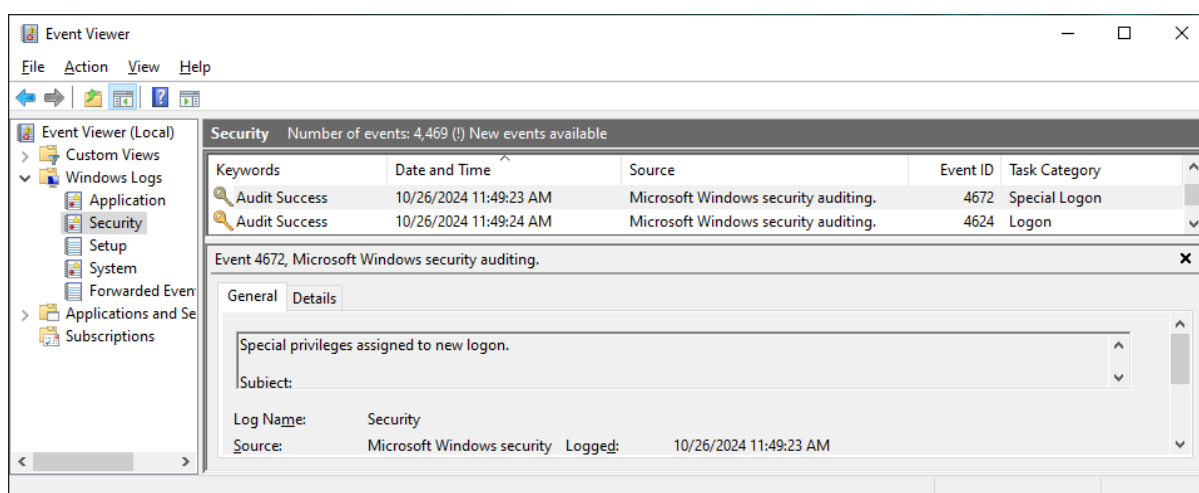 Event Viewer
File Action View Help
Event Viewer (Local)
Custom Views
Windows Logs
Application
Security
Setup
System
Forwarded Even
Applications and Se
Subscriptions
Security Number of events: 4,469 (!) New events available
Keywords Date and Time Source Event ID Task Category
Audit Success 10/26/2024 11:49:23 AM Microsoft Windows security auditing. 4672 Special Logon
Audit Success 10/26/2024 11:49:24 AM Microsoft Windows security auditing. 4624 Logon
Event 4672, Microsoft Windows security auditing.
General Details
Special privileges assigned to new logon.
Subject:
Log Name: Security
Source: Microsoft Windows security Logged: 10/26/2024 11:49:23 AM